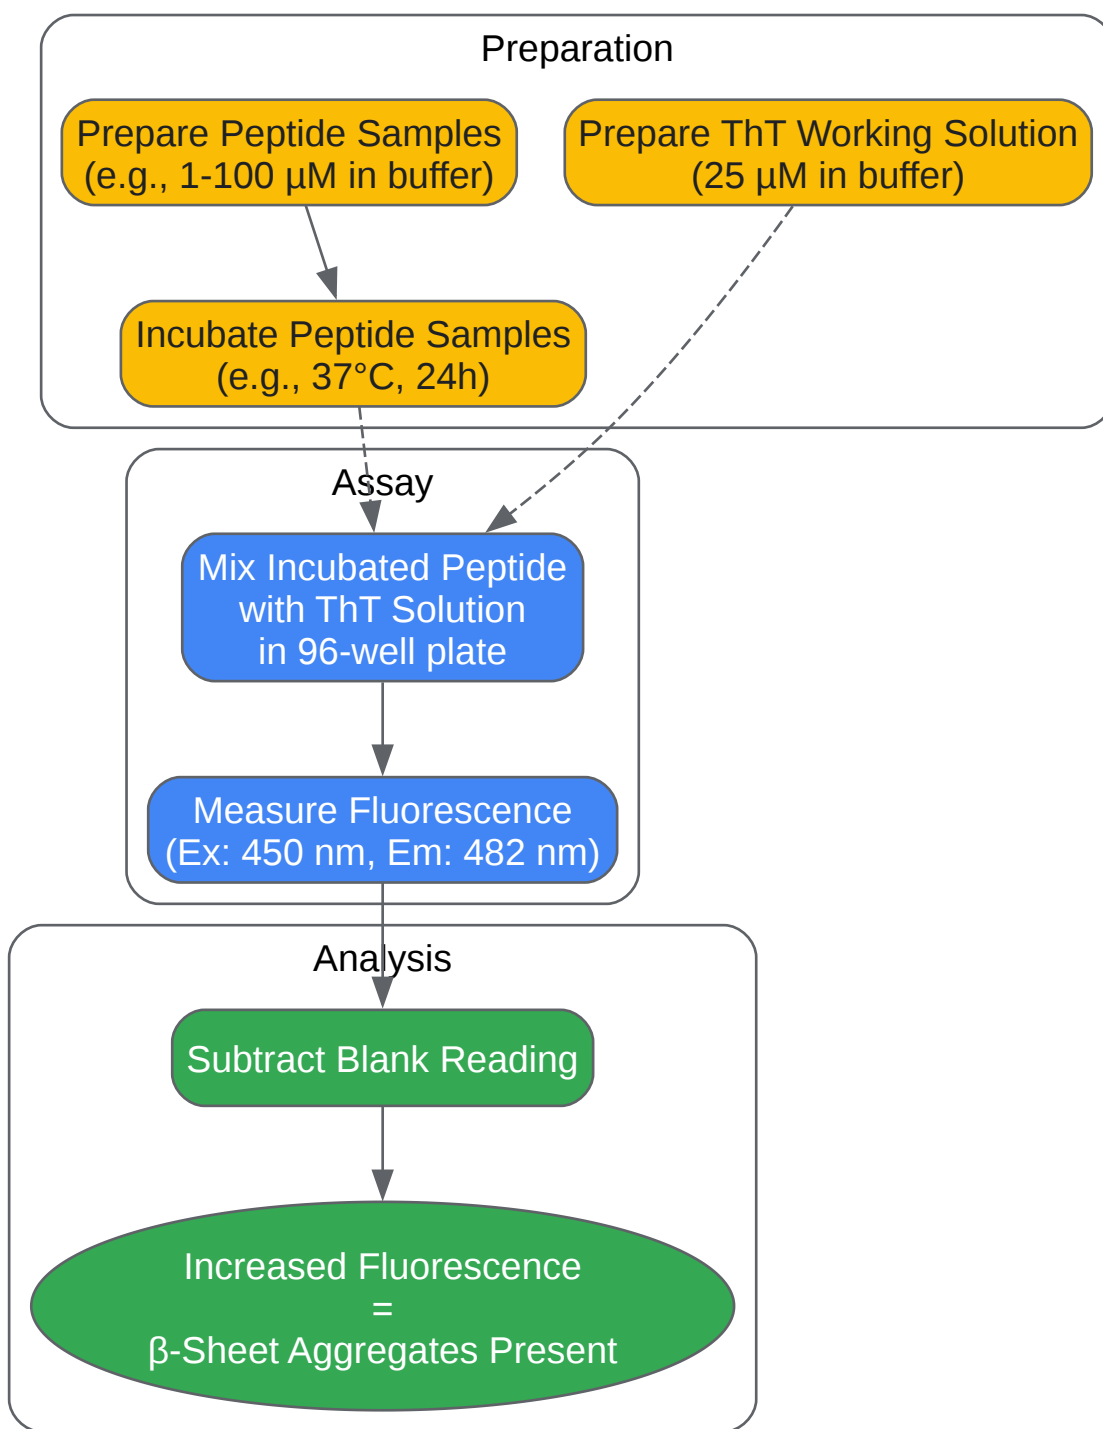 Preparation
Prepare Peptide Samples
(e.g., 1-100 µM in buffer)
Prepare ThT Working Solution
(25 µM in buffer)
Incubate Peptide Samples
(e.g., 37°C, 24h)
Assay
Mix Incubated Peptide
with ThT Solution
in 96-well plate
Measure Fluorescence
(Ex: 450 nm, Em: 482 nm)
Analysis
Subtract Blank Reading
Increased Fluorescence
=
β-Sheet Aggregates Present